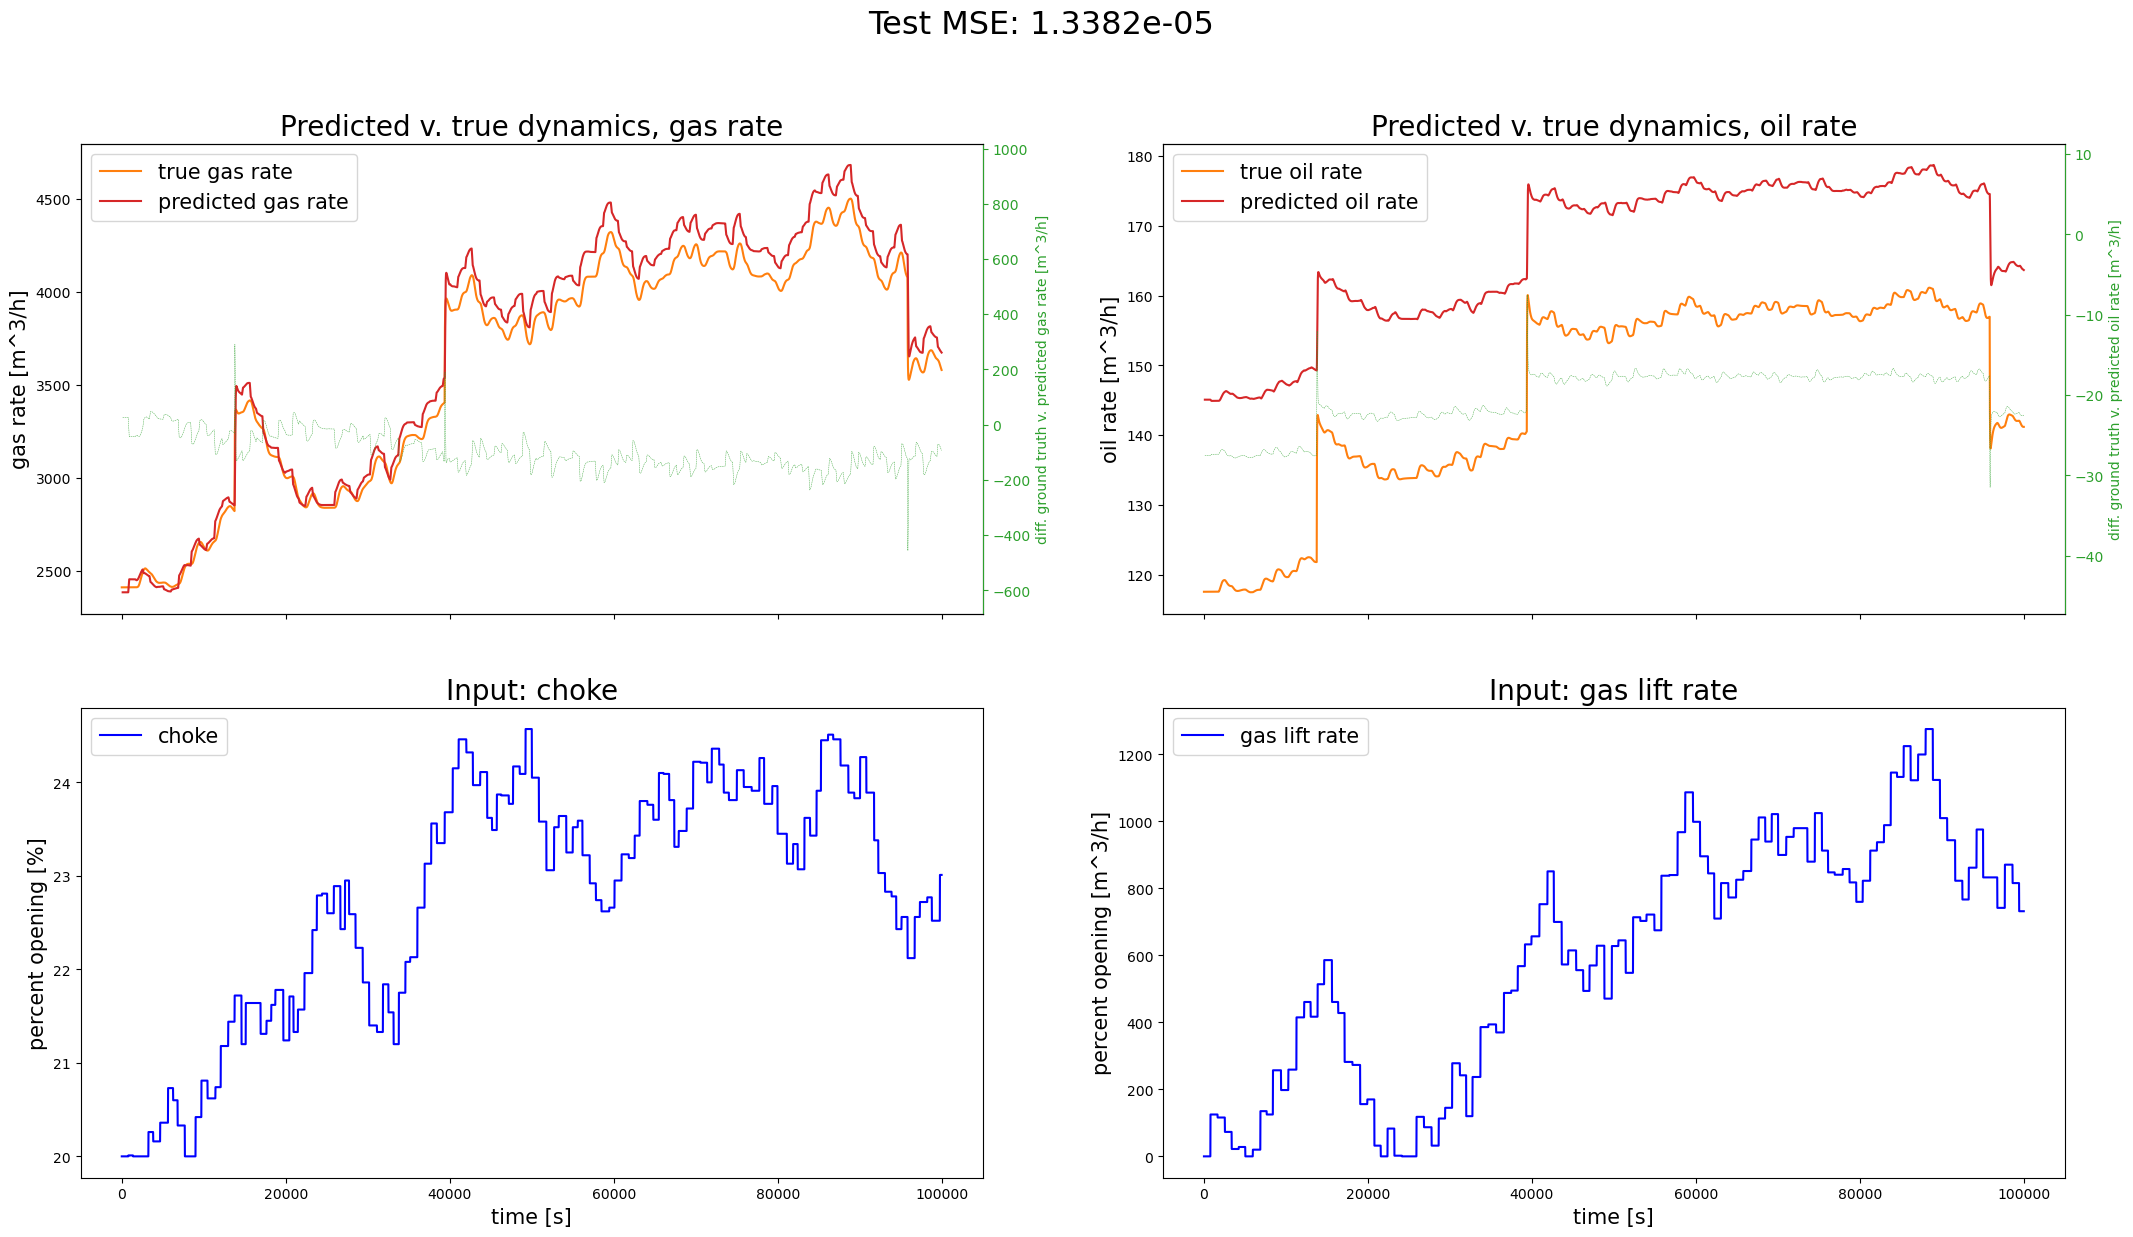 Test MSE: 1.3382e-05
Predicted v. true dynamics, gas rate
true gas rate
predicted gas rate
gas rate [m^3/h]
4500
4000
3500
3000
2500
1000
800
600
400
200
0
−200
−400
−600
diff. ground truth v. predicted gas rate [m^3/h]
Predicted v. true dynamics, oil rate
true oil rate
predicted oil rate
oil rate [m^3/h]
180
170
160
150
140
130
120
10
0
−10
−20
−30
−40
diff. ground truth v. predicted oil rate [m^3/h]
Input: choke
choke
percent opening [%]
24
23
22
21
20
0 20000 40000 60000 80000 100000
time [s]
Input: gas lift rate
gas lift rate
percent opening [m^3/h]
1200
1000
800
600
400
200
0
0 20000 40000 60000 80000 100000
time [s]